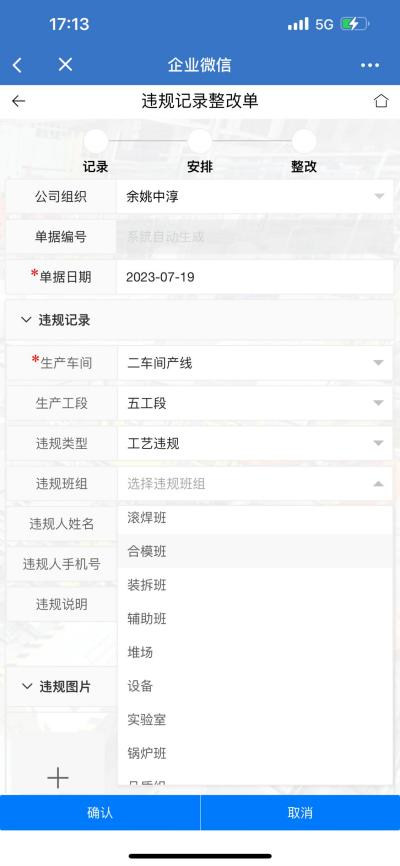 17:13
5G
企业微信
违规记录整改单
记录 安排 整改
公司组织 余姚中淳
单据编号 系统自动生成
*单据日期 2023-07-19
违规记录
*生产车间 二车间产线
生产工段 五工段
违规类型 工艺违规
违规班组 选择违规班组
违规人姓名
违规人手机号
违规说明
违规图片
滚焊班
合模班
装拆班
辅助班
堆场
设备
实验室
锅炉班
确认 取消